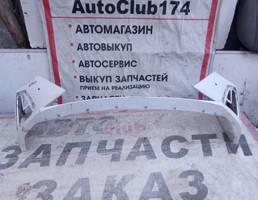 AutoClub174
• АВТОМАГАЗИН
• АВТОВЫКУП
• АВТОСЕРВИС
• ВЫКУП ЗАПЧАСТЕЙ
ПРИЕМ НА РЕАЛИЗАЦИЮ
ЗАПЧАСТИ
ЗАКАЗ